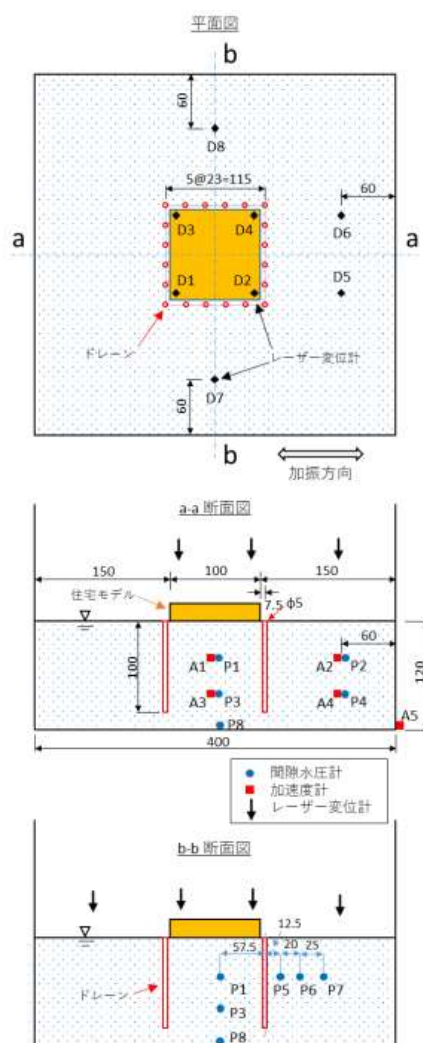 平面図
b
60
D8
5@23=115
60
a
a
D3
D4
D6
D1
D2
D5
ドレーン
レーザー変位計
60
D7
b
加振方向
a-a 断面図
150
100
150
住宅モデル
7.5
φ5
60
100
A1
P1
A2
P2
120
A3
P3
A4
P4
P8
A5
400
間隙水圧計
加速度計
レーザー変位計
b-b 断面図
12.5
57.5
20
25
ドレーン
P1
P5
P6
P7
P3
P8